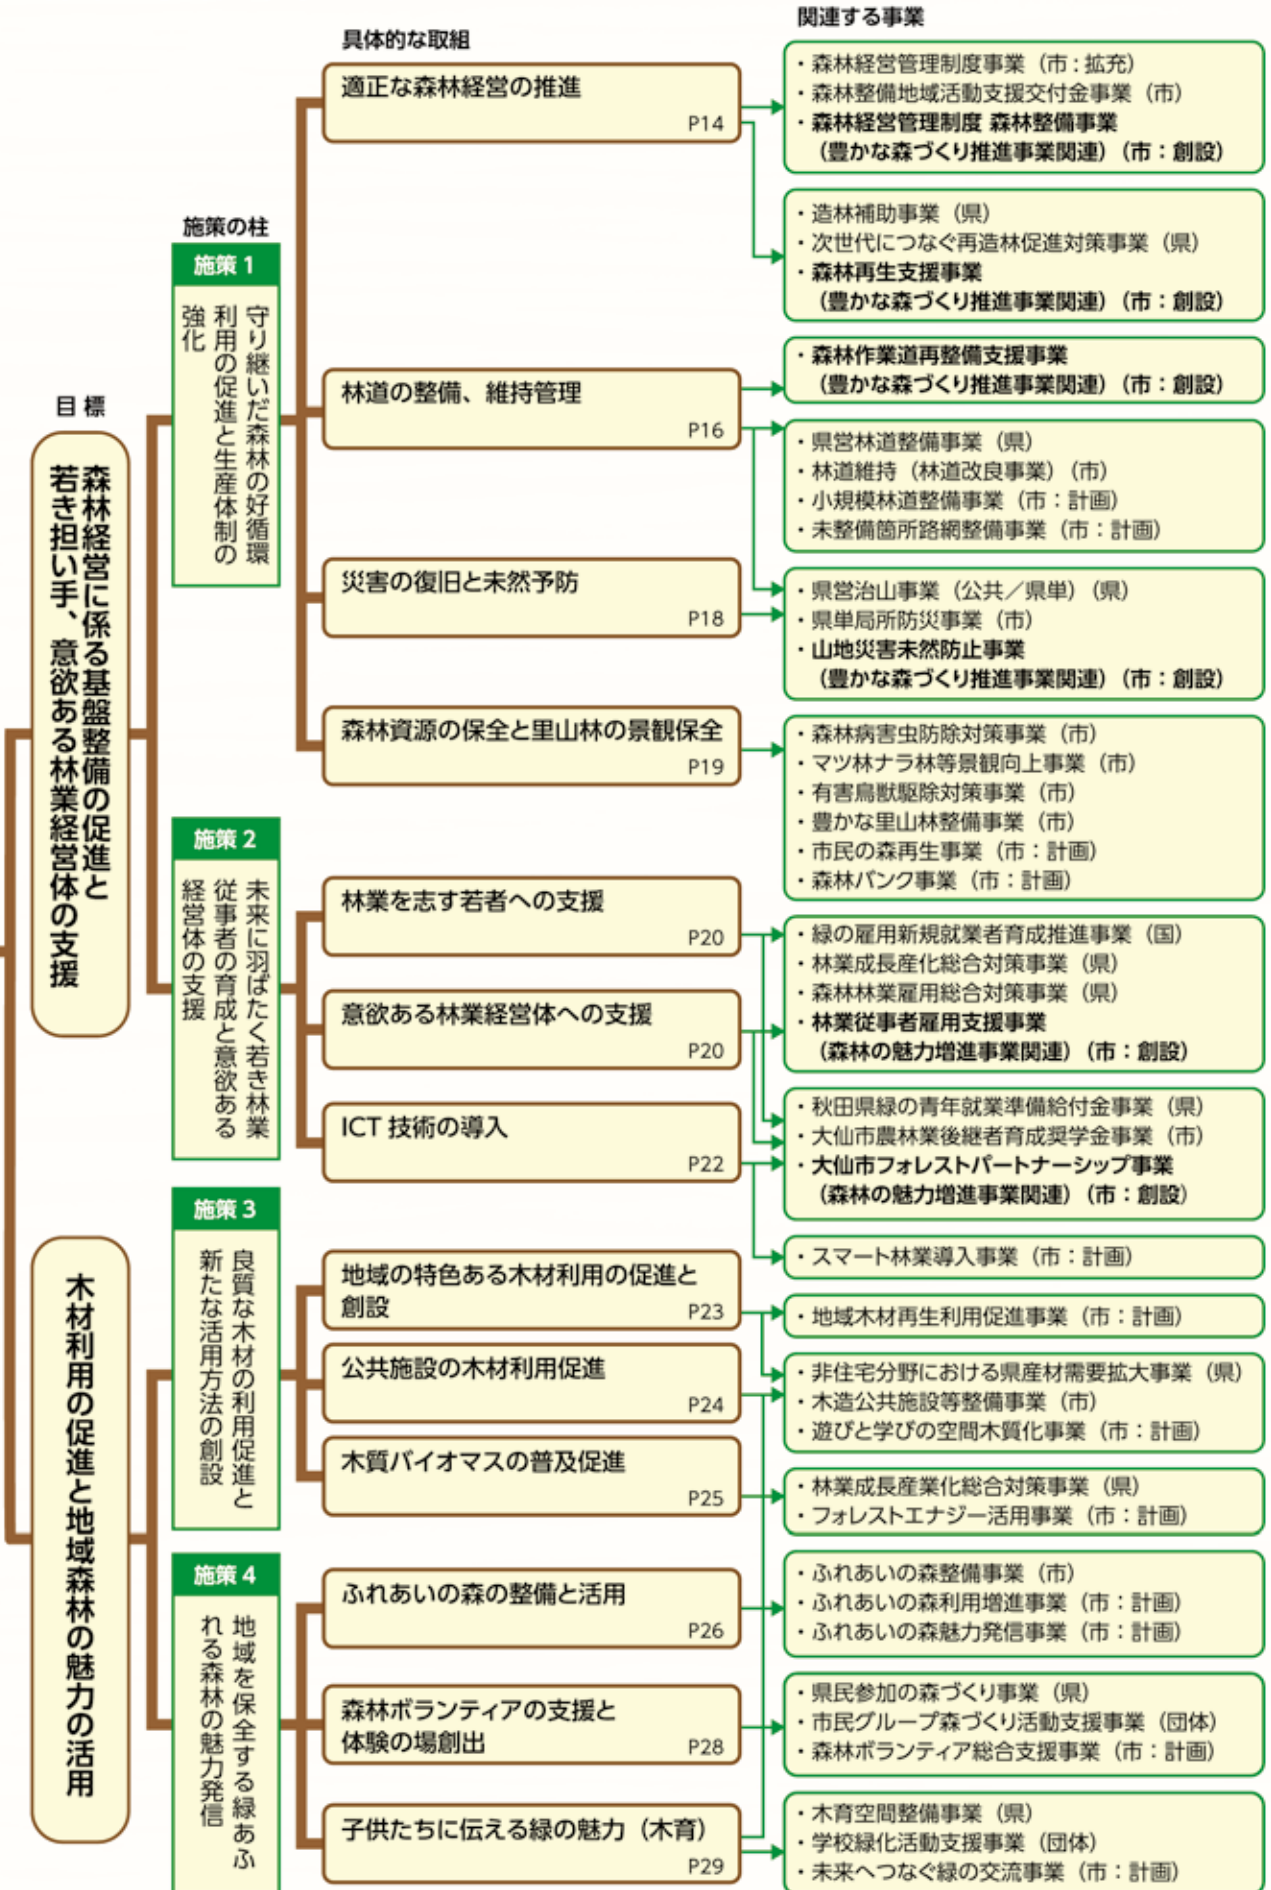 関連する事業
具体的な取組
施策の柱
目標
森林経営に係る基盤整備の促進と
若き担い手、意欲ある林業経営体の支援
施策 1
守り継いだ森林の好循環
利用の促進と生産体制の
強化
適正な森林経営の推進
P14
・森林経営管理制度事業（市：拡充）
・森林整備地域活動支援交付金事業（市）
・森林経営管理制度 森林整備事業
（豊かな森づくり推進事業関連）（市：創設）
・造林補助事業（県）
・次世代につなぐ再造林促進対策事業（県）
・森林再生支援事業
（豊かな森づくり推進事業関連）（市：創設）
林道の整備、維持管理
P16
・森林作業道再整備支援事業
（豊かな森づくり推進事業関連）（市：創設）
・県営林道整備事業（県）
・林道維持（林道改良事業）（市）
・小規模林道整備事業（市：計画）
・未整備箇所路網整備事業（市：計画）
災害の復旧と未然予防
P18
・県営治山事業（公共／県単）（県）
・県単局所防災事業（市）
・山地災害未然防止事業
（豊かな森づくり推進事業関連）（市：創設）
森林資源の保全と里山林の景観保全
P19
・森林病害虫防除対策事業（市）
・マツ林ナラ林等景観向上事業（市）
・有害鳥獣駆除対策事業（市）
・豊かな里山林整備事業（市）
・市民の森再生事業（市：計画）
・森林バンク事業（市：計画）
施策 2
未来に羽ばたく若き林業
従事者の育成と意欲ある
経営体の支援
林業を志す若者への支援
P20
・緑の雇用新規就業者育成推進事業（国）
・林業成長産化総合対策事業（県）
・森林林業雇用総合対策事業（県）
・林業従事者雇用支援事業
（森林の魅力増進事業関連）（市：創設）
意欲ある林業経営体への支援
P20
・秋田県緑の青年就業準備給付金事業（県）
・大仙市農林業後継者育成奨学金事業（市）
・大仙市フォレストパートナーシップ事業
（森林の魅力増進事業関連）（市：創設）
ICT 技術の導入
P22
・スマート林業導入事業（市：計画）
木材利用の促進と地域森林の魅力の活用
施策 3
良質な木材の利用促進と
新たな活用方法の創設
地域の特色ある木材利用の促進と
創設
P23
・地域木材再生利用促進事業（市：計画）
公共施設の木材利用促進
P24
・非住宅分野における県産材需要拡大事業（県）
・木造公共施設等整備事業（市）
・遊びと学びの空間木質化事業（市：計画）
木質バイオマスの普及促進
P25
・林業成長産業化総合対策事業（県）
・フォレストエナジー活用事業（市：計画）
施策 4
地域を保全する緑あふ
れる森林の魅力発信
ふれあいの森の整備と活用
P26
・ふれあいの森整備事業（市）
・ふれあいの森利用増進事業（市：計画）
・ふれあいの森魅力発信事業（市：計画）
森林ボランティアの支援と
体験の場創出
P28
・県民参加の森づくり事業（県）
・市民グループ森づくり活動支援事業（団体）
・森林ボランティア総合支援事業（市：計画）
子供たちに伝える緑の魅力（木育）
P29
・木育空間整備事業（県）
・学校緑化活動支援事業（団体）
・未来へつなぐ緑の交流事業（市：計画）